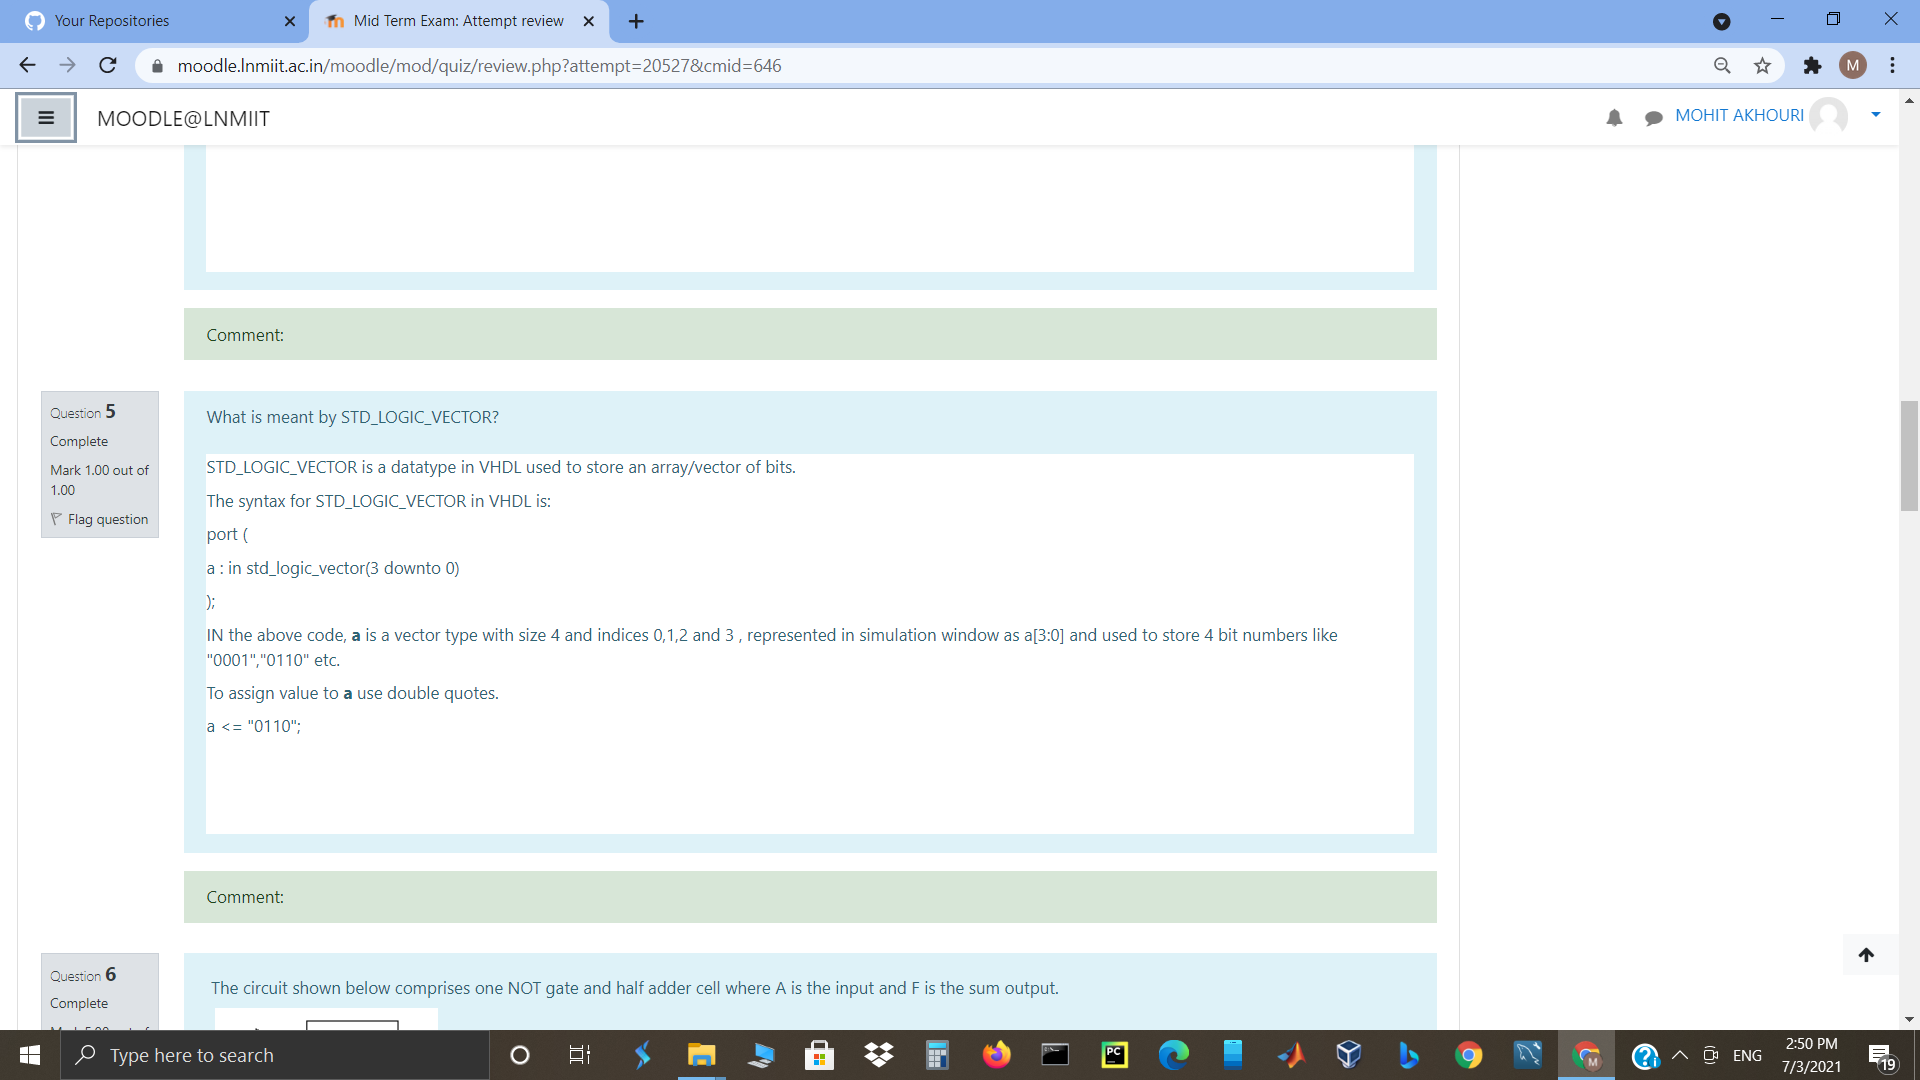 Your Repositories
Mid Term Exam: Attempt review
moodle.lnmiit.ac.in/moodle/mod/quiz/review.php?attempt=20527&cmid=646
M
MOODLE@LNMIIT
MOHIT AKHOURI
Comment:
Question 5
Complete
Mark 1.00 out of
1.00
Flag question
What is meant by STD_LOGIC_VECTOR?
STD_LOGIC_VECTOR is a datatype in VHDL used to store an array/vector of bits.
The syntax for STD_LOGIC_VECTOR in VHDL is:
port (
a : in std_logic_vector(3 downto 0)
);
IN the above code, a is a vector type with size 4 and indices 0,1,2 and 3 , represented in simulation window as a[3:0] and used to store 4 bit numbers like
"0001","0110" etc.
To assign value to a use double quotes.
a <= "0110";
Comment:
Question 6
Complete
The circuit shown below comprises one NOT gate and half adder cell where A is the input and F is the sum output.
Type here to search
PC
M
ENG
2:50 PM
7/3/2021
19